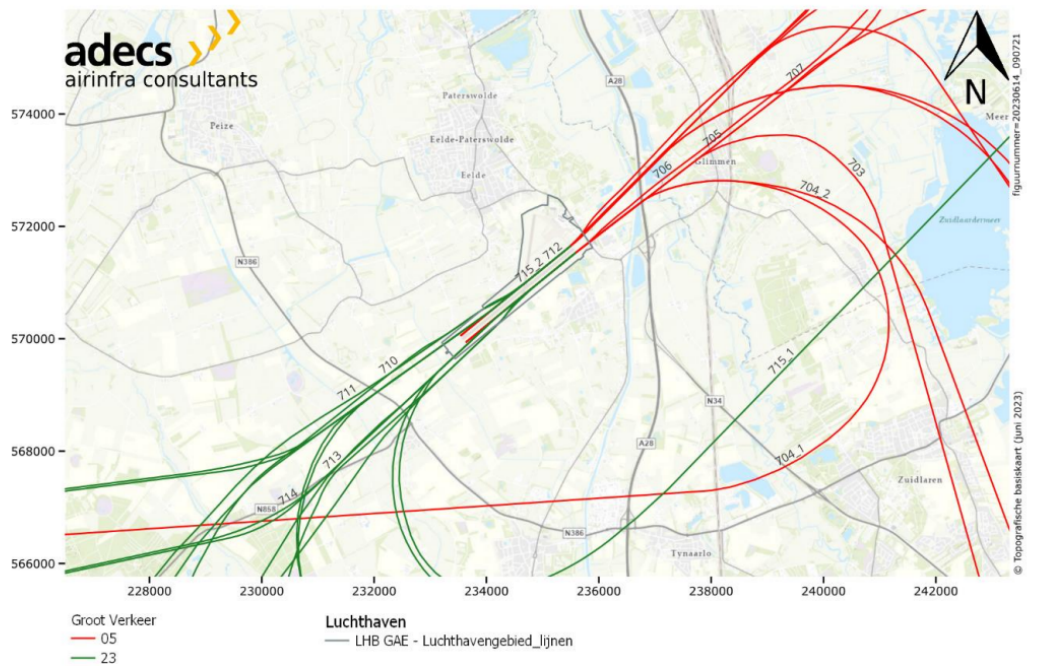 adecs
airinfra consultants
N
figuurnummer=20230614_090721
© Topografische basiskaart (juni 2023)
574000
572000
570000
568000
566000
228000
230000
232000
234000
236000
238000
240000
242000
Peize
Paterswolde
Eelde-Paterswolde
Eelde
A28
707
705
706
Glimmen
703
704_2
Meer
Zuidlaardermeer
N386
715_2
712
710
711
715_1
N34
713
A28
704_1
714
N858
Zuidlaren
N386
Tynaarlo
Groot Verkeer
05
23
Luchthaven
LHB GAE - Luchthavengebied_lijnen